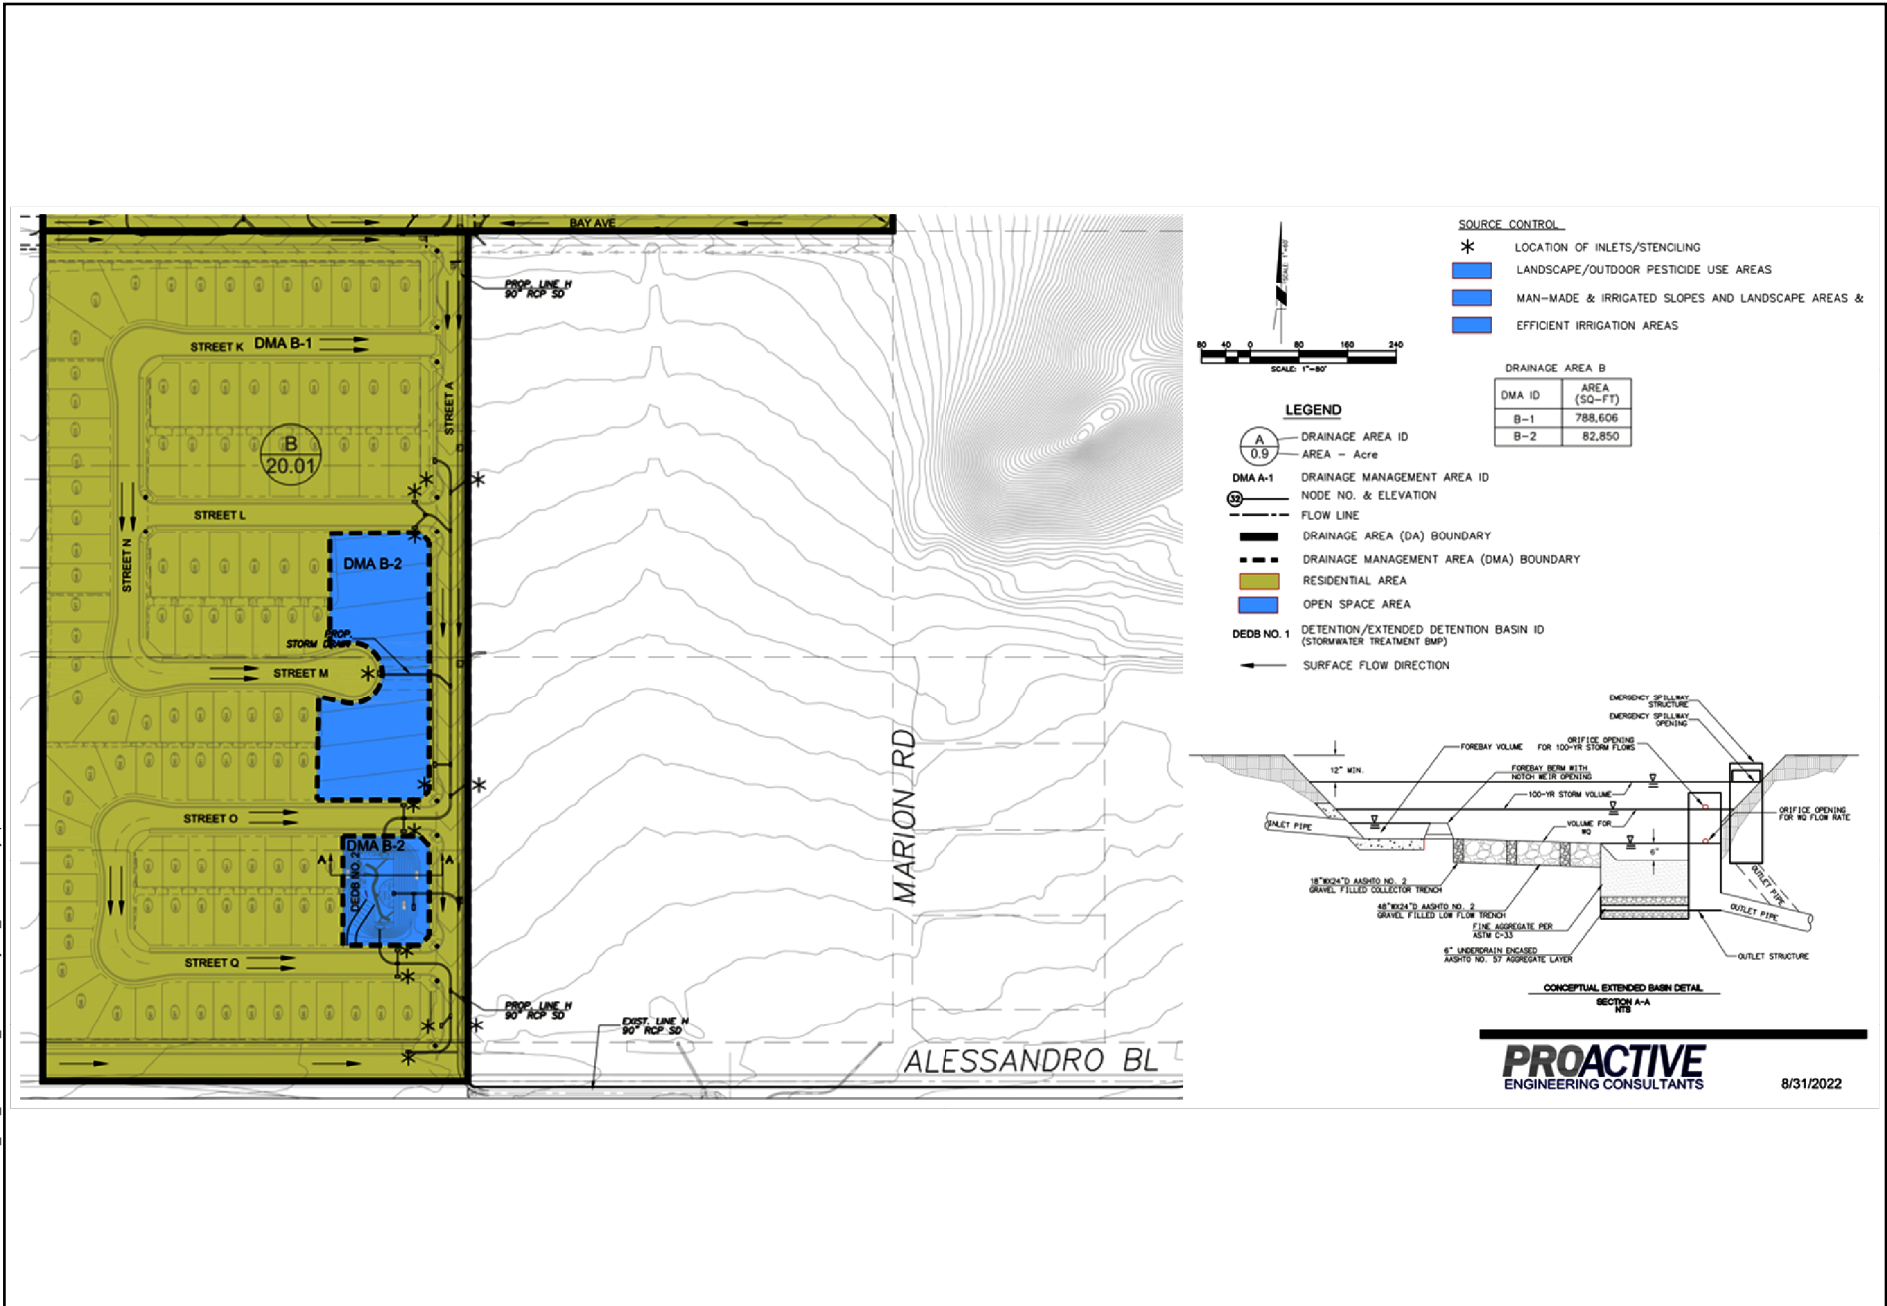 BAY AVE
PROP. LINE H
90" RCP SD
STREET K
DMA B-1
STREET A
B
20.01
STREET L
STREET N
DMA B-2
PROP.
STORM DRAIN
STREET M
STREET O
DMA B-2
A
A
DEDB NO. 2
STREET Q
PROP. LINE H
90" RCP SD
EXIST. LINE H
90" RCP SD
MARION RD
ALESSANDRO BL
SCALE: 1"=80'
80 40 0 80 160 240
SCALE: 1"=80'
SOURCE CONTROL
LOCATION OF INLETS/STENCILING
LANDSCAPE/OUTDOOR PESTICIDE USE AREAS
MAN-MADE & IRRIGATED SLOPES AND LANDSCAPE AREAS &
EFFICIENT IRRIGATION AREAS
DRAINAGE AREA B
DMA ID AREA
(SQ-FT)
B-1 788,606
B-2 82,850
LEGEND
A
0.9
DRAINAGE AREA ID
AREA - Acre
DMA A-1 DRAINAGE MANAGEMENT AREA ID
32 NODE NO. & ELEVATION
FLOW LINE
DRAINAGE AREA (DA) BOUNDARY
DRAINAGE MANAGEMENT AREA (DMA) BOUNDARY
RESIDENTIAL AREA
OPEN SPACE AREA
DEDB NO. 1 DETENTION/EXTENDED DETENTION BASIN ID
(STORMWATER TREATMENT BMP)
SURFACE FLOW DIRECTION
EMERGENCY SPILLWAY
STRUCTURE
EMERGENCY SPILLWAY
OPENING
ORIFICE OPENING
FOR 100-YR STORM FLOWS
FOREBAY VOLUME
12" MIN.
FOREBAY BERM WITH
NOTCH WEIR OPENING
100-YR STORM VOLUME
ORIFICE OPENING
FOR WQ FLOW RATE
INLET PIPE
VOLUME FOR
WQ
6"
18"WX24"D AASHTO NO. 2
GRAVEL FILLED COLLECTOR TRENCH
48"WX24"D AASHTO NO. 2
GRAVEL FILLED LOW FLOW TRENCH
FINE AGGREGATE PER
ASTM C-33
6" UNDERDRAIN ENCASED
AASHTO NO. 57 AGGREGATE LAYER
OUTLET PIPE
OUTLET PIPE
OUTLET STRUCTURE
CONCEPTUAL EXTENDED BASIN DETAIL
SECTION A-A
NTS
PROACTIVE
ENGINEERING CONSULTANTS
8/31/2022